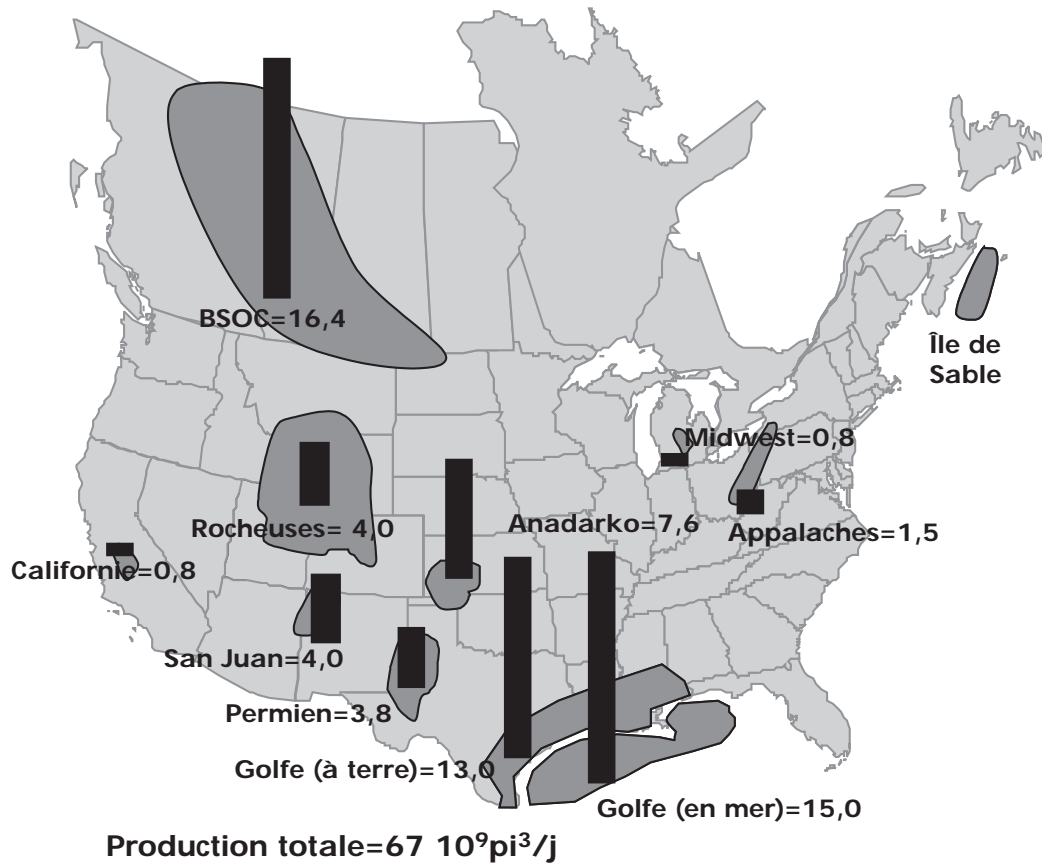 BSOC=16,4
Île de
Sable
Midwest=0,8
Rocheuses= 4,0
Anadarko=7,6
Appalaches=1,5
Californie=0,8
San Juan=4,0
Permien=3,8
Golfe (à terre)=13,0
Golfe (en mer)=15,0
Production totale=67 10⁹pi³/j